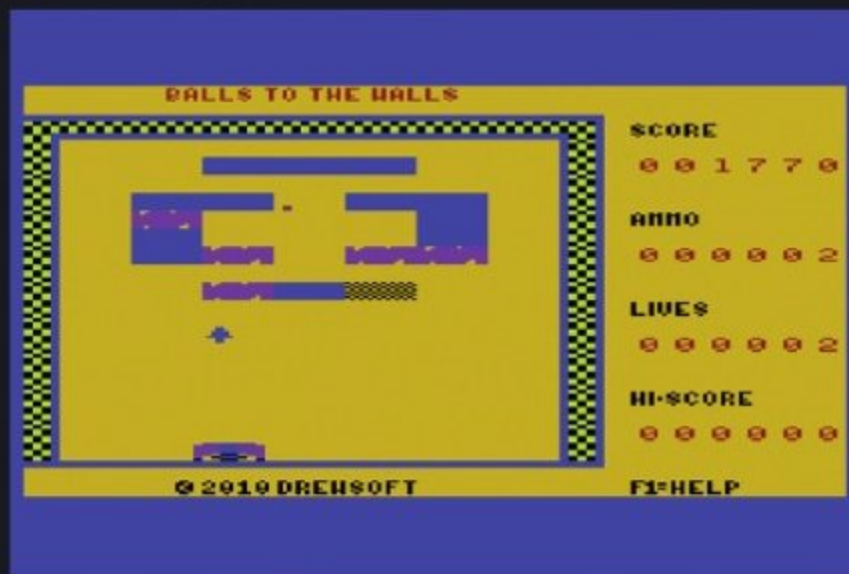 BALLS TO THE WALLS
SCORE
001770
AMMO
000002
LIVES
000002
HI-SCORE
000000
© 2010 DREWSOFT
F1=HELP